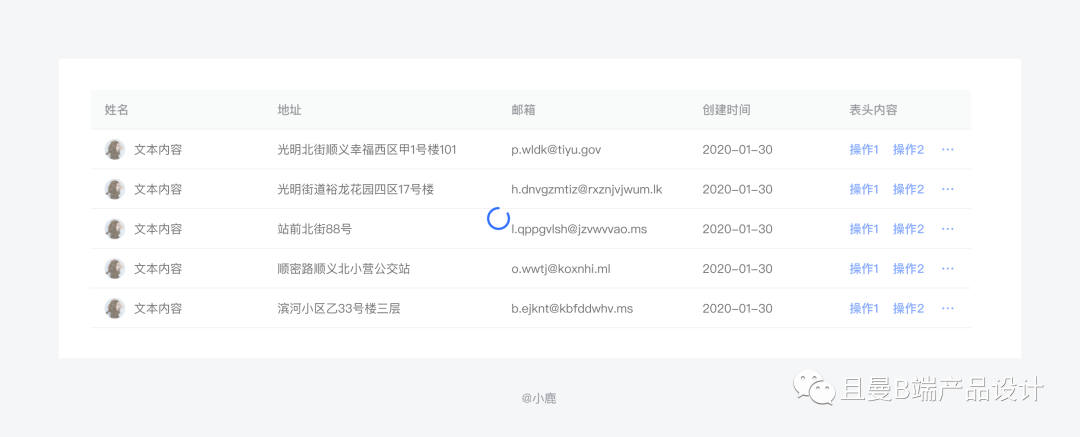 姓名 地址 邮箱 创建时间 表头内容
文本内容 光明北街顺义幸福西区甲1号楼101 p.wldk@tiyu.gov 2020-01-30 操作1 操作2 ···
文本内容 光明街道裕龙花园四区17号楼 h.dnvgzmtiz@rxznjvjwum.lk 2020-01-30 操作1 操作2 ···
文本内容 站前北街88号 l.qppgvlsh@jzvwvvao.ms 2020-01-30 操作1 操作2 ···
文本内容 顺密路顺义北小营公交站 o.wwtj@koxnhi.ml 2020-01-30 操作1 操作2 ···
文本内容 滨河小区乙33号楼三层 b.ejknt@kbfddwhv.ms 2020-01-30 操作1 操作2 ···
且曼B端产品设计
@小鹿